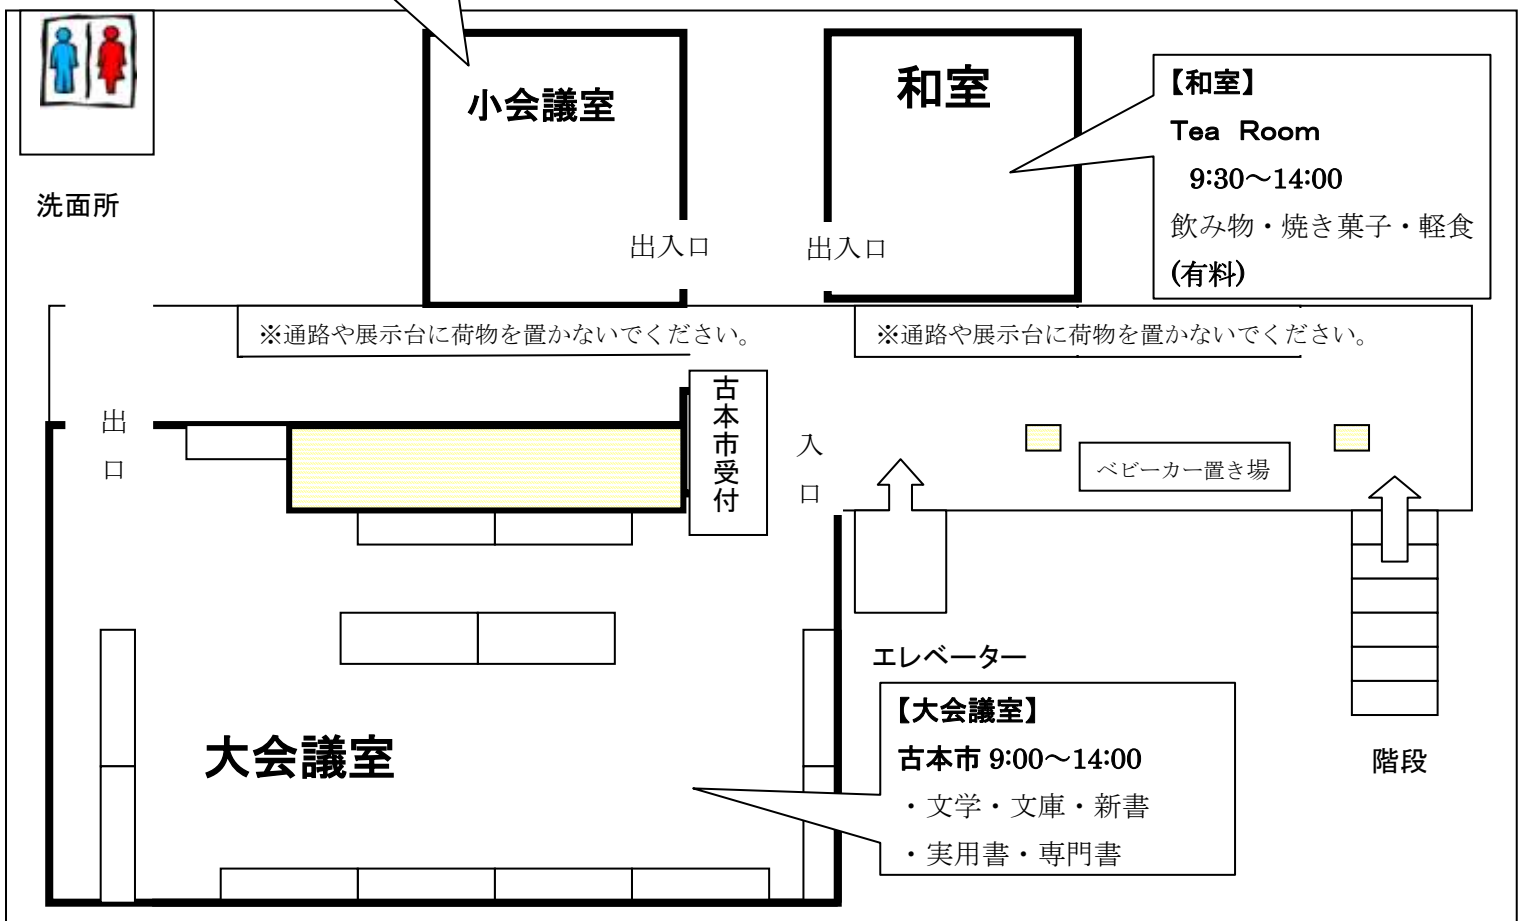 小会議室
和室
【和室】
Tea Room
9:30～14:00
飲み物・焼き菓子・軽食
(有料)
洗面所
出入口
出入口
※通路や展示台に荷物を置かないでください。
※通路や展示台に荷物を置かないでください。
出口
古本市受付
入口
ベビーカー置き場
エレベーター
【大会議室】
古本市 9:00～14:00
・文学・文庫・新書
・実用書・専門書
大会議室
階段